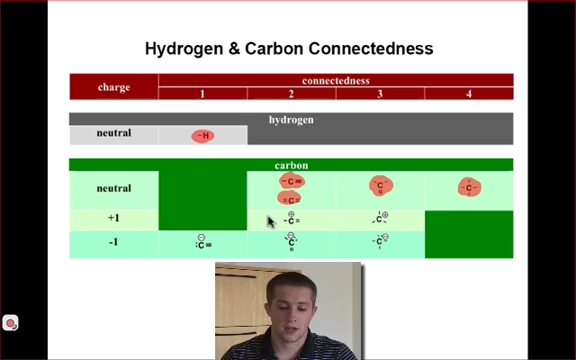 Hydrogen & Carbon Connectedness
charge
connectedness
1 2 3 4
hydrogen
neutral -H
carbon
neutral -C≡ =C= C -C-
+1 -C= C
-1 :C≡ C -C